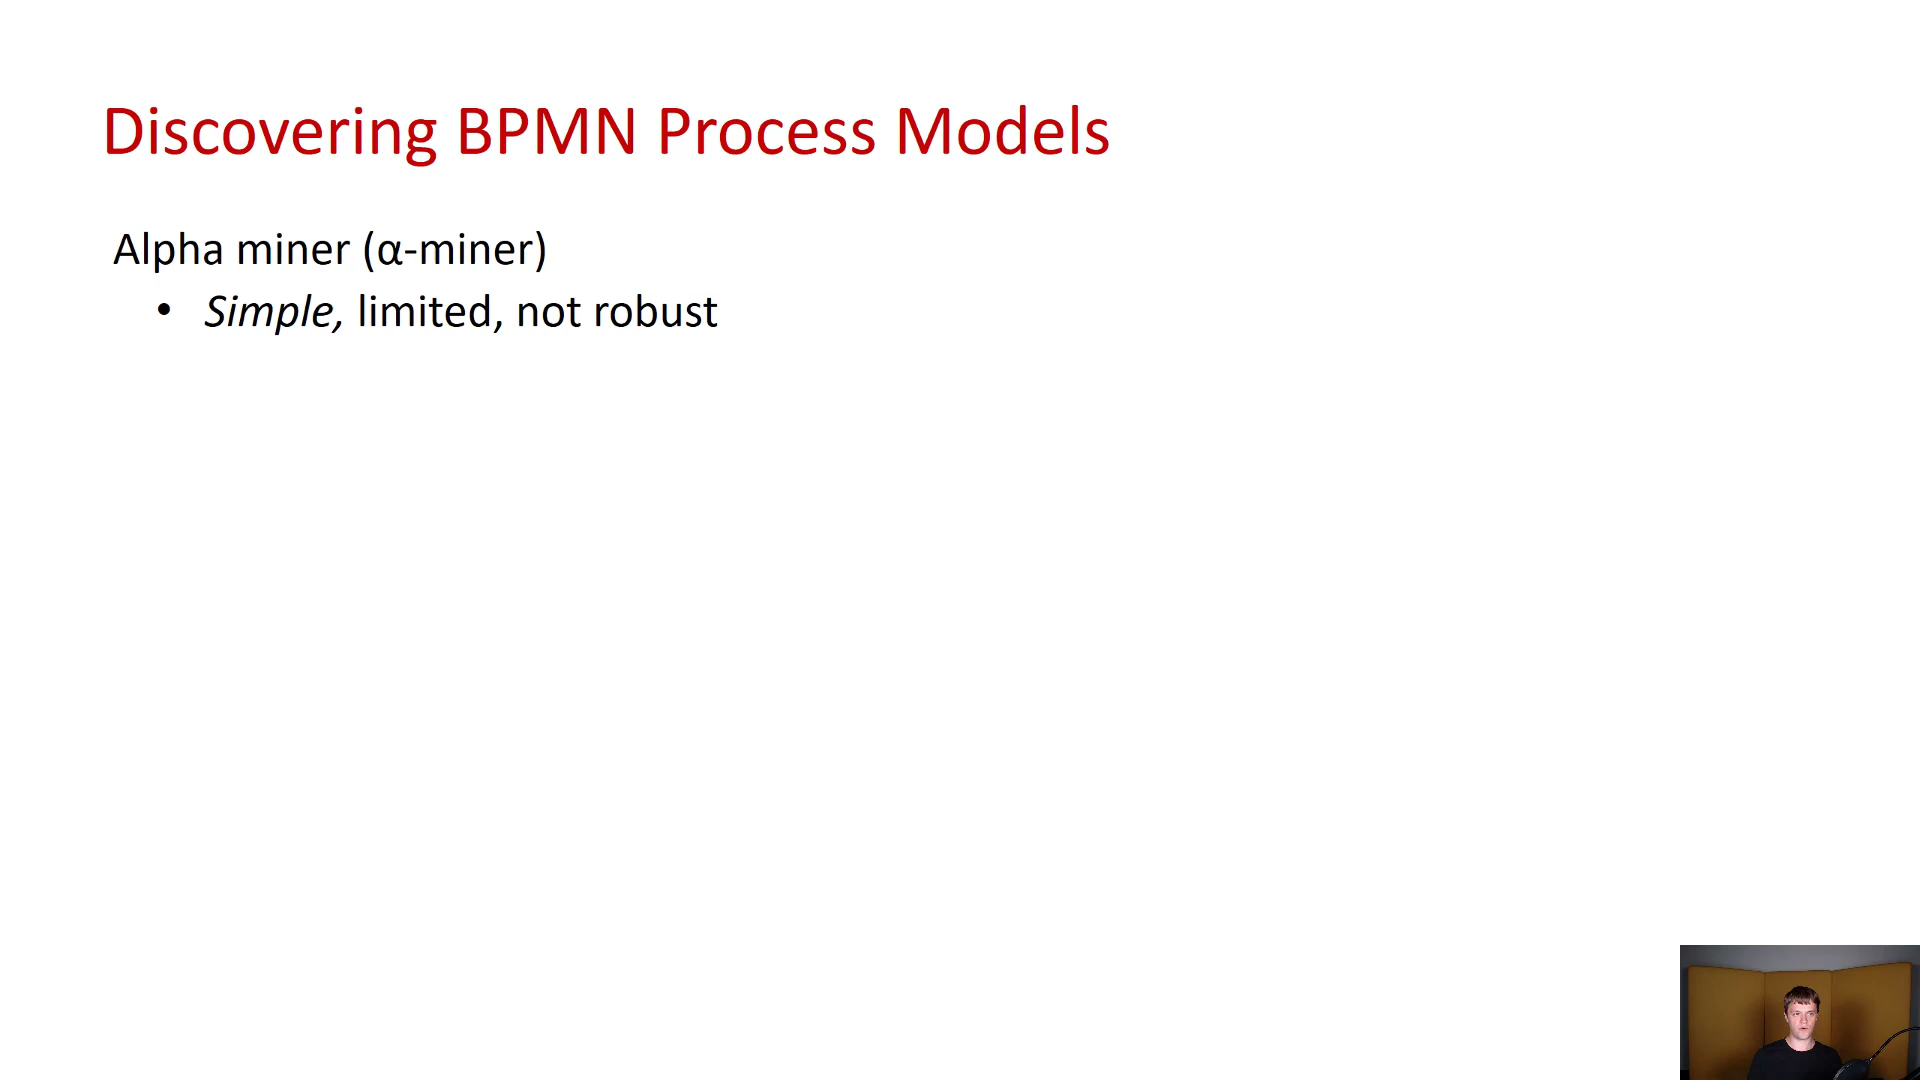 Discovering BPMN Process Models
Alpha miner (α-miner)
• Simple, limited, not robust